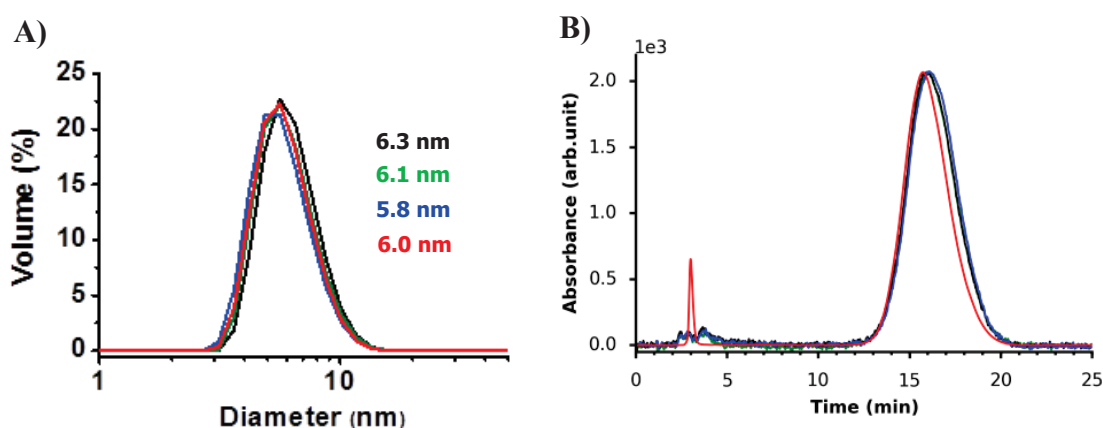 A)
25
20
15
10
5
0
Volume (%)
6.3 nm
6.1 nm
5.8 nm
6.0 nm
1
10
Diameter (nm)
B)
1e3
2.0
1.5
1.0
0.5
0.0
Absorbance (arb.unit)
0
5
10
15
20
25
Time (min)